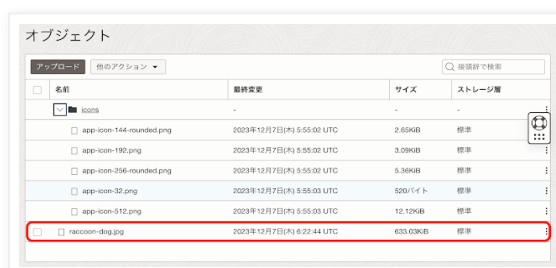 オブジェクト
アップロード 他のアクション 接頭辞で検索
名前 最終変更 サイズ ストレージ層
icons - - -
app-icon-144-rounded.png 2023年12月7日(木) 5:55:02 UTC 2.65KiB 標準
app-icon-192.png 2023年12月7日(木) 5:55:02 UTC 3.09KiB 標準
app-icon-256-rounded.png 2023年12月7日(木) 5:55:02 UTC 5.36KiB 標準
app-icon-32.png 2023年12月7日(木) 5:55:03 UTC 520バイト 標準
app-icon-512.png 2023年12月7日(木) 5:55:03 UTC 12.12KiB 標準
raccoon-dog.jpg 2023年12月7日(木) 6:22:44 UTC 633.03KiB 標準